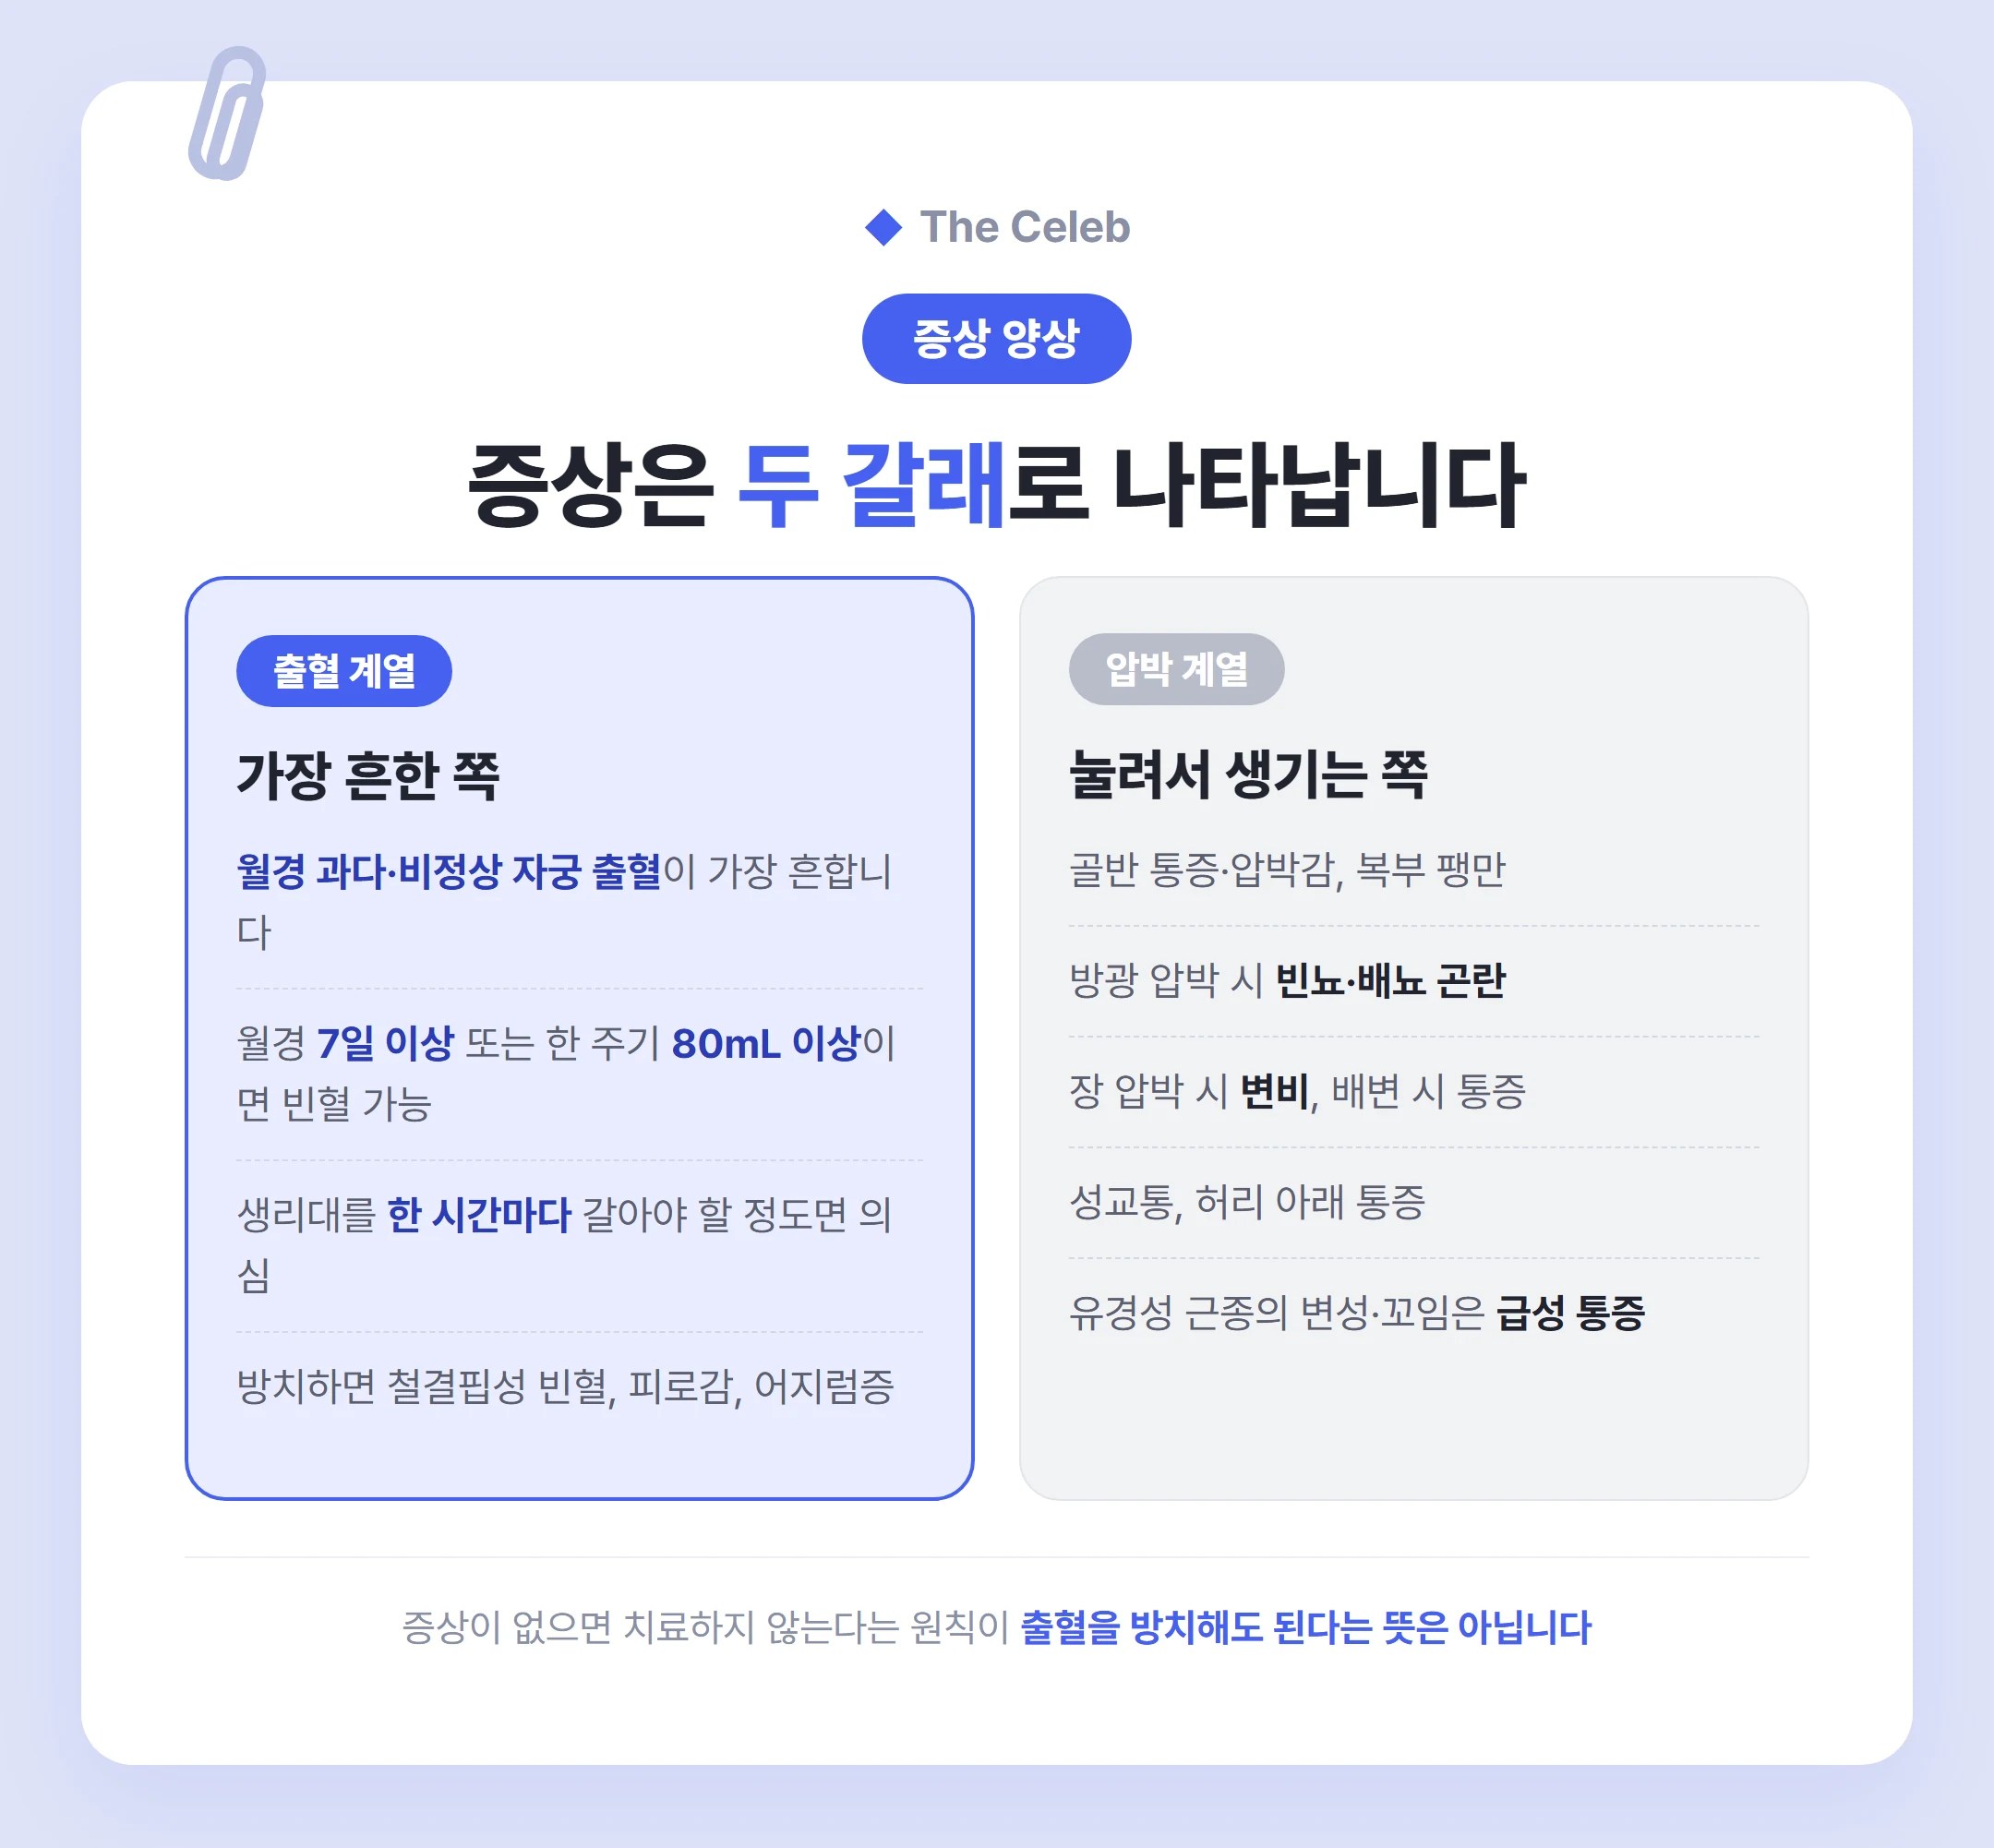 The Celeb
증상 양상
증상은 두 갈래로 나타납니다
출혈 계열
가장 흔한 쪽
월경 과다·비정상 자궁 출혈이 가장 흔합니
다
월경 7일 이상 또는 한 주기 80mL 이상이
면 빈혈 가능
생리대를 한 시간마다 갈아야 할 정도면 의
심
방치하면 철결핍성 빈혈, 피로감, 어지럼증
압박 계열
눌려서 생기는 쪽
골반 통증·압박감, 복부 팽만
방광 압박 시 빈뇨·배뇨 곤란
장 압박 시 변비, 배변 시 통증
성교통, 허리 아래 통증
유경성 근종의 변성·꼬임은 급성 통증
증상이 없으면 치료하지 않는다는 원칙이 출혈을 방치해도 된다는 뜻은 아닙니다